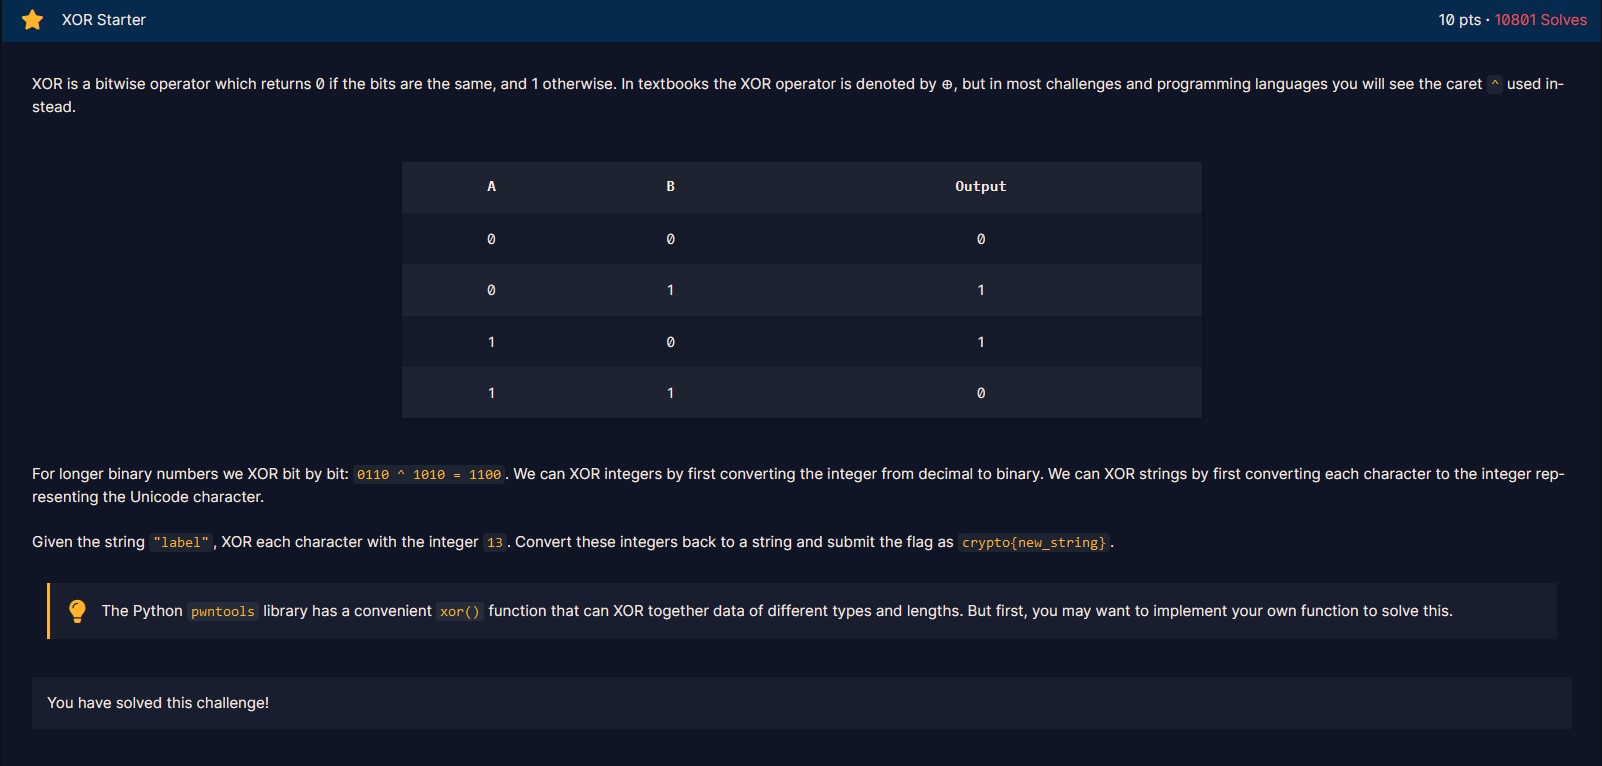 XOR Starter
10 pts · 10801 Solves
XOR is a bitwise operator which returns 0 if the bits are the same, and 1 otherwise. In textbooks the XOR operator is denoted by ⊕, but in most challenges and programming languages you will see the caret ^ used in-
stead.
A B Output
0 0 0
0 1 1
1 0 1
1 1 0
For longer binary numbers we XOR bit by bit: 0110 ^ 1010 = 1100. We can XOR integers by first converting the integer from decimal to binary. We can XOR strings by first converting each character to the integer rep-
resenting the Unicode character.
Given the string "label", XOR each character with the integer 13. Convert these integers back to a string and submit the flag as crypto{new_string}.
The Python pwntools library has a convenient xor() function that can XOR together data of different types and lengths. But first, you may want to implement your own function to solve this.
You have solved this challenge!